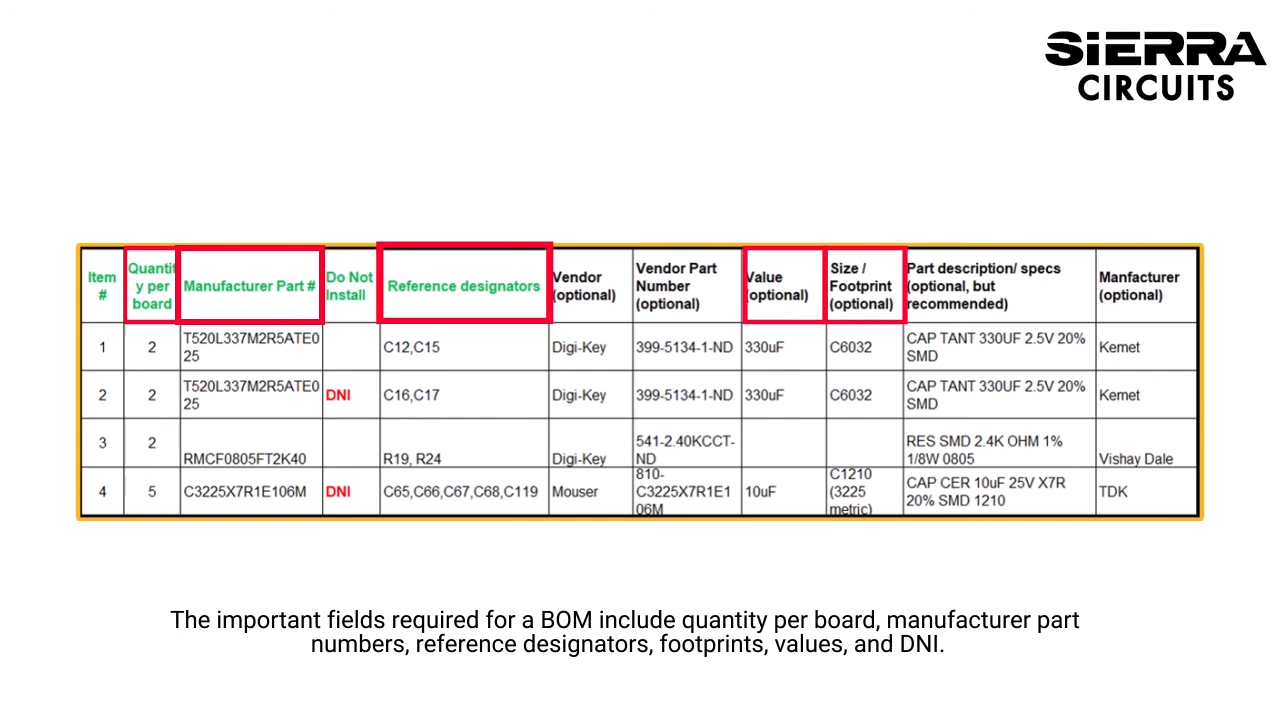 SIERRA
CIRCUITS
Item # Quantity per board Manufacturer Part # Do Not Install Reference designators Vendor (optional) Vendor Part Number (optional) Value (optional) Size / Footprint (optional) Part description/ specs (optional, but recommended) Manfacturer (optional)
1 2 T520L337M2R5ATE025 C12,C15 Digi-Key 399-5134-1-ND 330uF C6032 CAP TANT 330UF 2.5V 20% SMD Kemet
2 2 T520L337M2R5ATE025 DNI C16,C17 Digi-Key 399-5134-1-ND 330uF C6032 CAP TANT 330UF 2.5V 20% SMD Kemet
3 2 RMCF0805FT2K40 R19, R24 Digi-Key 541-2.40KCCT-ND RES SMD 2.4K OHM 1% 1/8W 0805 Vishay Dale
4 5 C3225X7R1E106M DNI C65,C66,C67,C68,C119 Mouser 810-C3225X7R1E106M 10uF C1210 (3225 metric) CAP CER 10uF 25V X7R 20% SMD 1210 TDK
The important fields required for a BOM include quantity per board, manufacturer part
numbers, reference designators, footprints, values, and DNI.